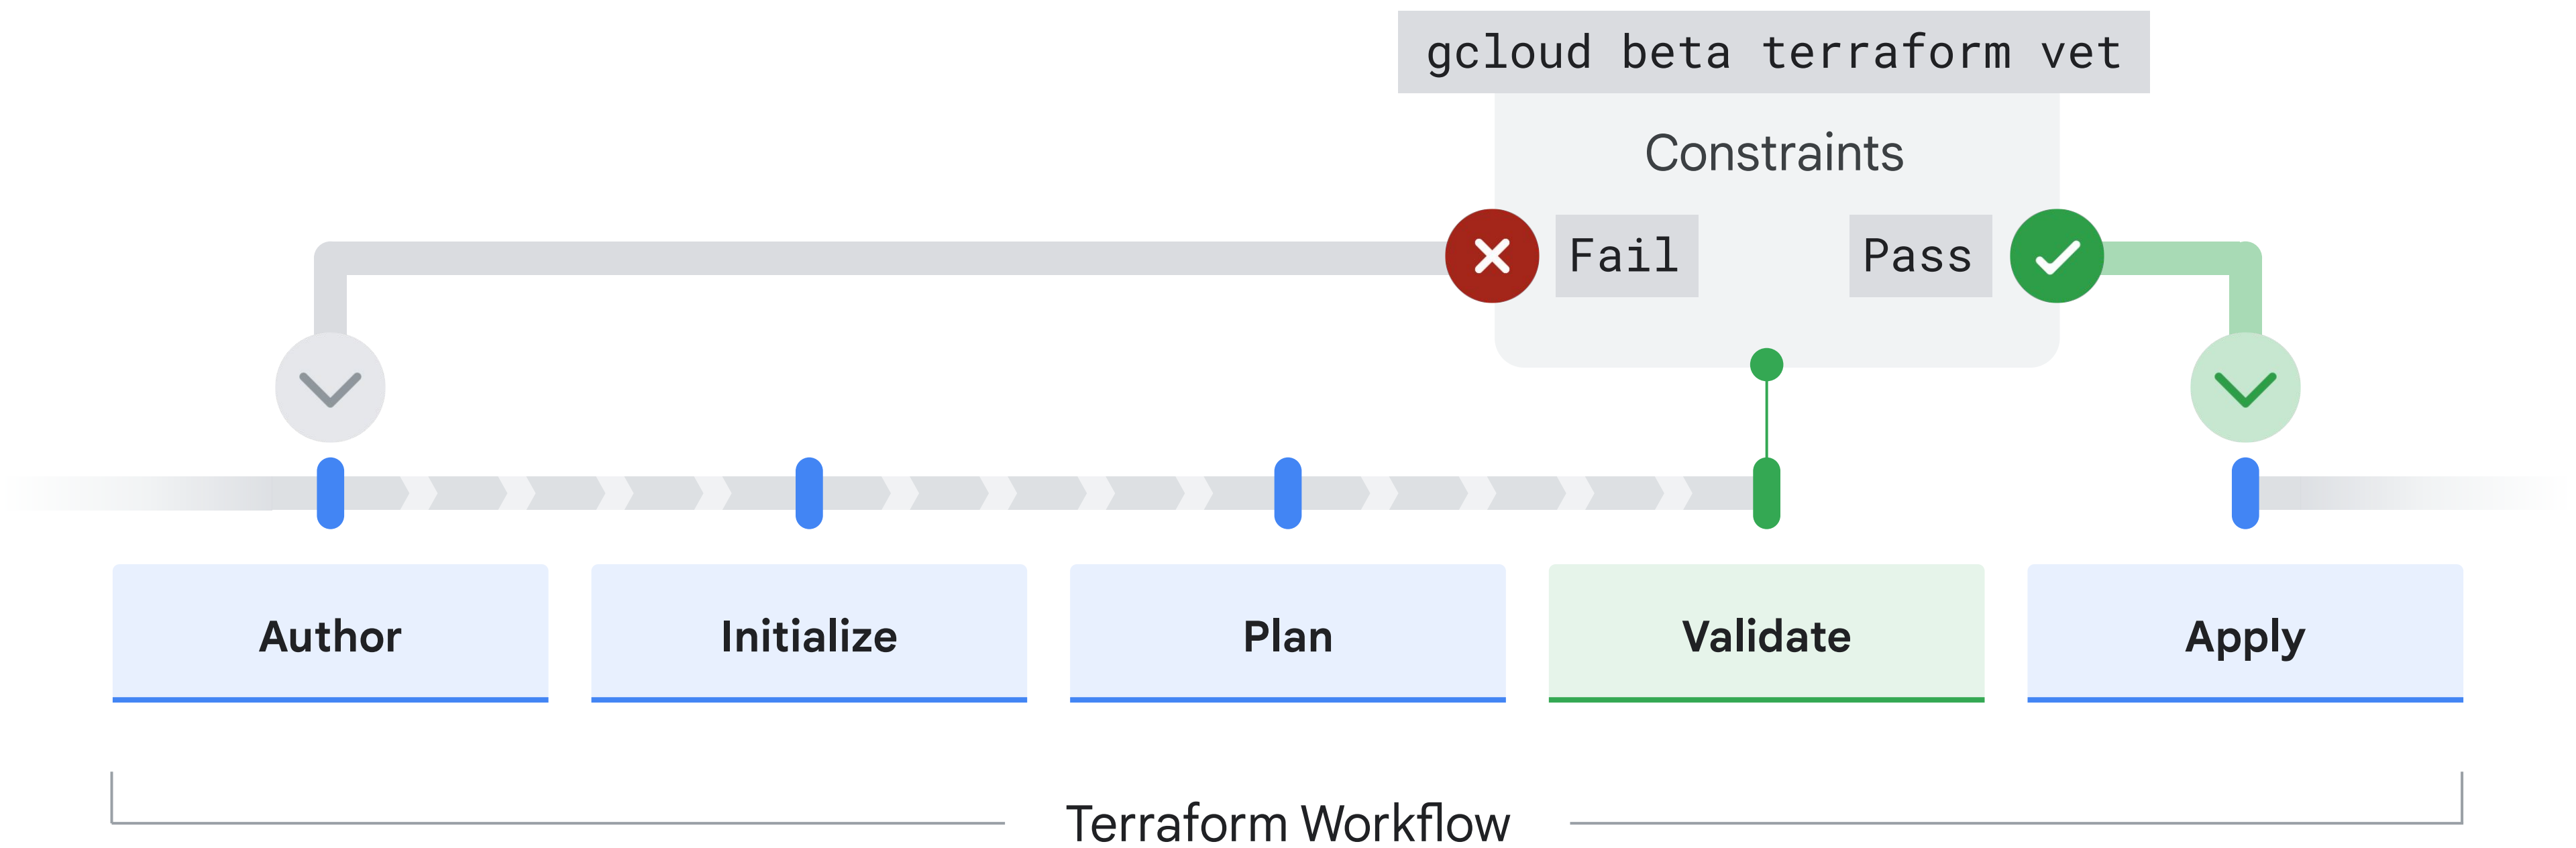 gcloud beta terraform vet
Constraints
Fail
Pass
Author
Initialize
Plan
Validate
Apply
Terraform Workflow